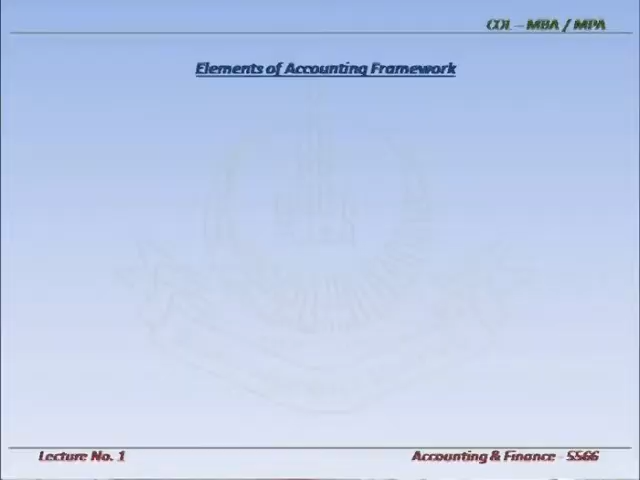 COL - MBA / MPA
Elements of Accounting Framework
Lecture No. 1
Accounting & Finance - 5566